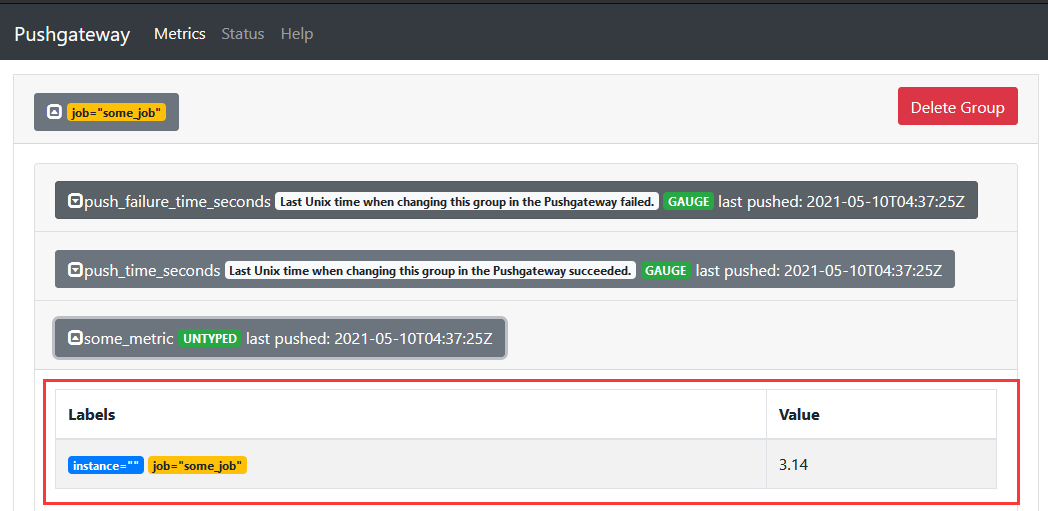 Pushgateway Metrics Status Help
job="some_job" Delete Group
push_failure_time_seconds Last Unix time when changing this group in the Pushgateway failed. GAUGE last pushed: 2021-05-10T04:37:25Z
push_time_seconds Last Unix time when changing this group in the Pushgateway succeeded. GAUGE last pushed: 2021-05-10T04:37:25Z
some_metric UNTYPED last pushed: 2021-05-10T04:37:25Z
Labels Value
instance="" job="some_job" 3.14